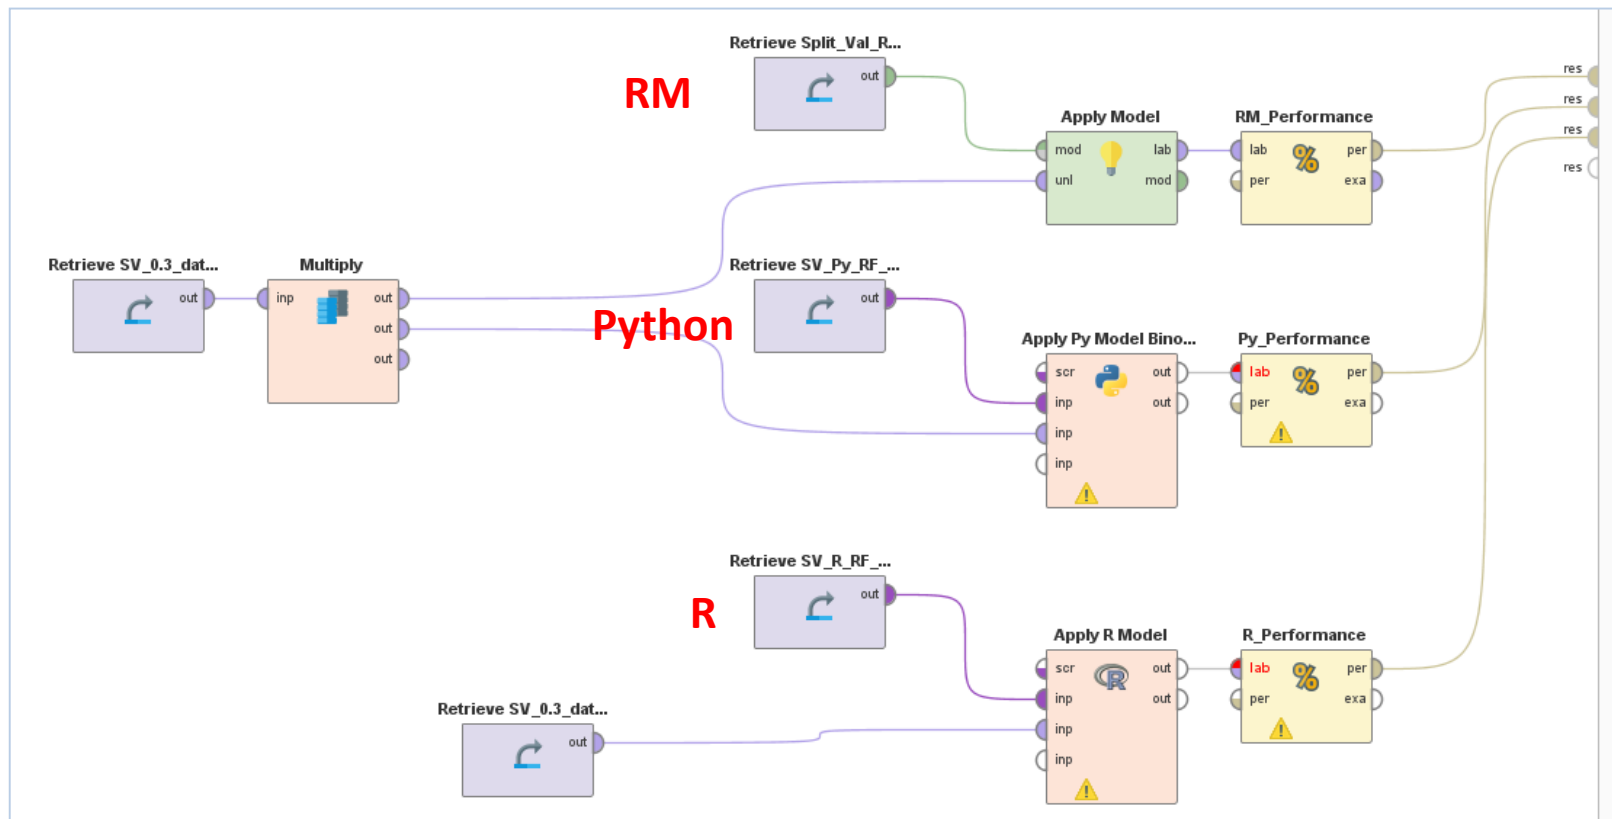 Retrieve Split_Val_R...
out
res
RM
res
Apply Model
RM_Performance
res
mod
lab
lab
per
res
unl
mod
per
exa
Retrieve SV_0.3_dat...
Multiply
Retrieve SV_Py_RF_...
out
inp
out
out
out
Python
out
Apply Py Model Bino...
Py_Performance
scr
out
lab
per
inp
out
per
exa
inp
inp
Retrieve SV_R_RF_...
out
R
Apply R Model
R_Performance
scr
out
lab
per
inp
out
per
exa
Retrieve SV_0.3_dat...
inp
out
inp